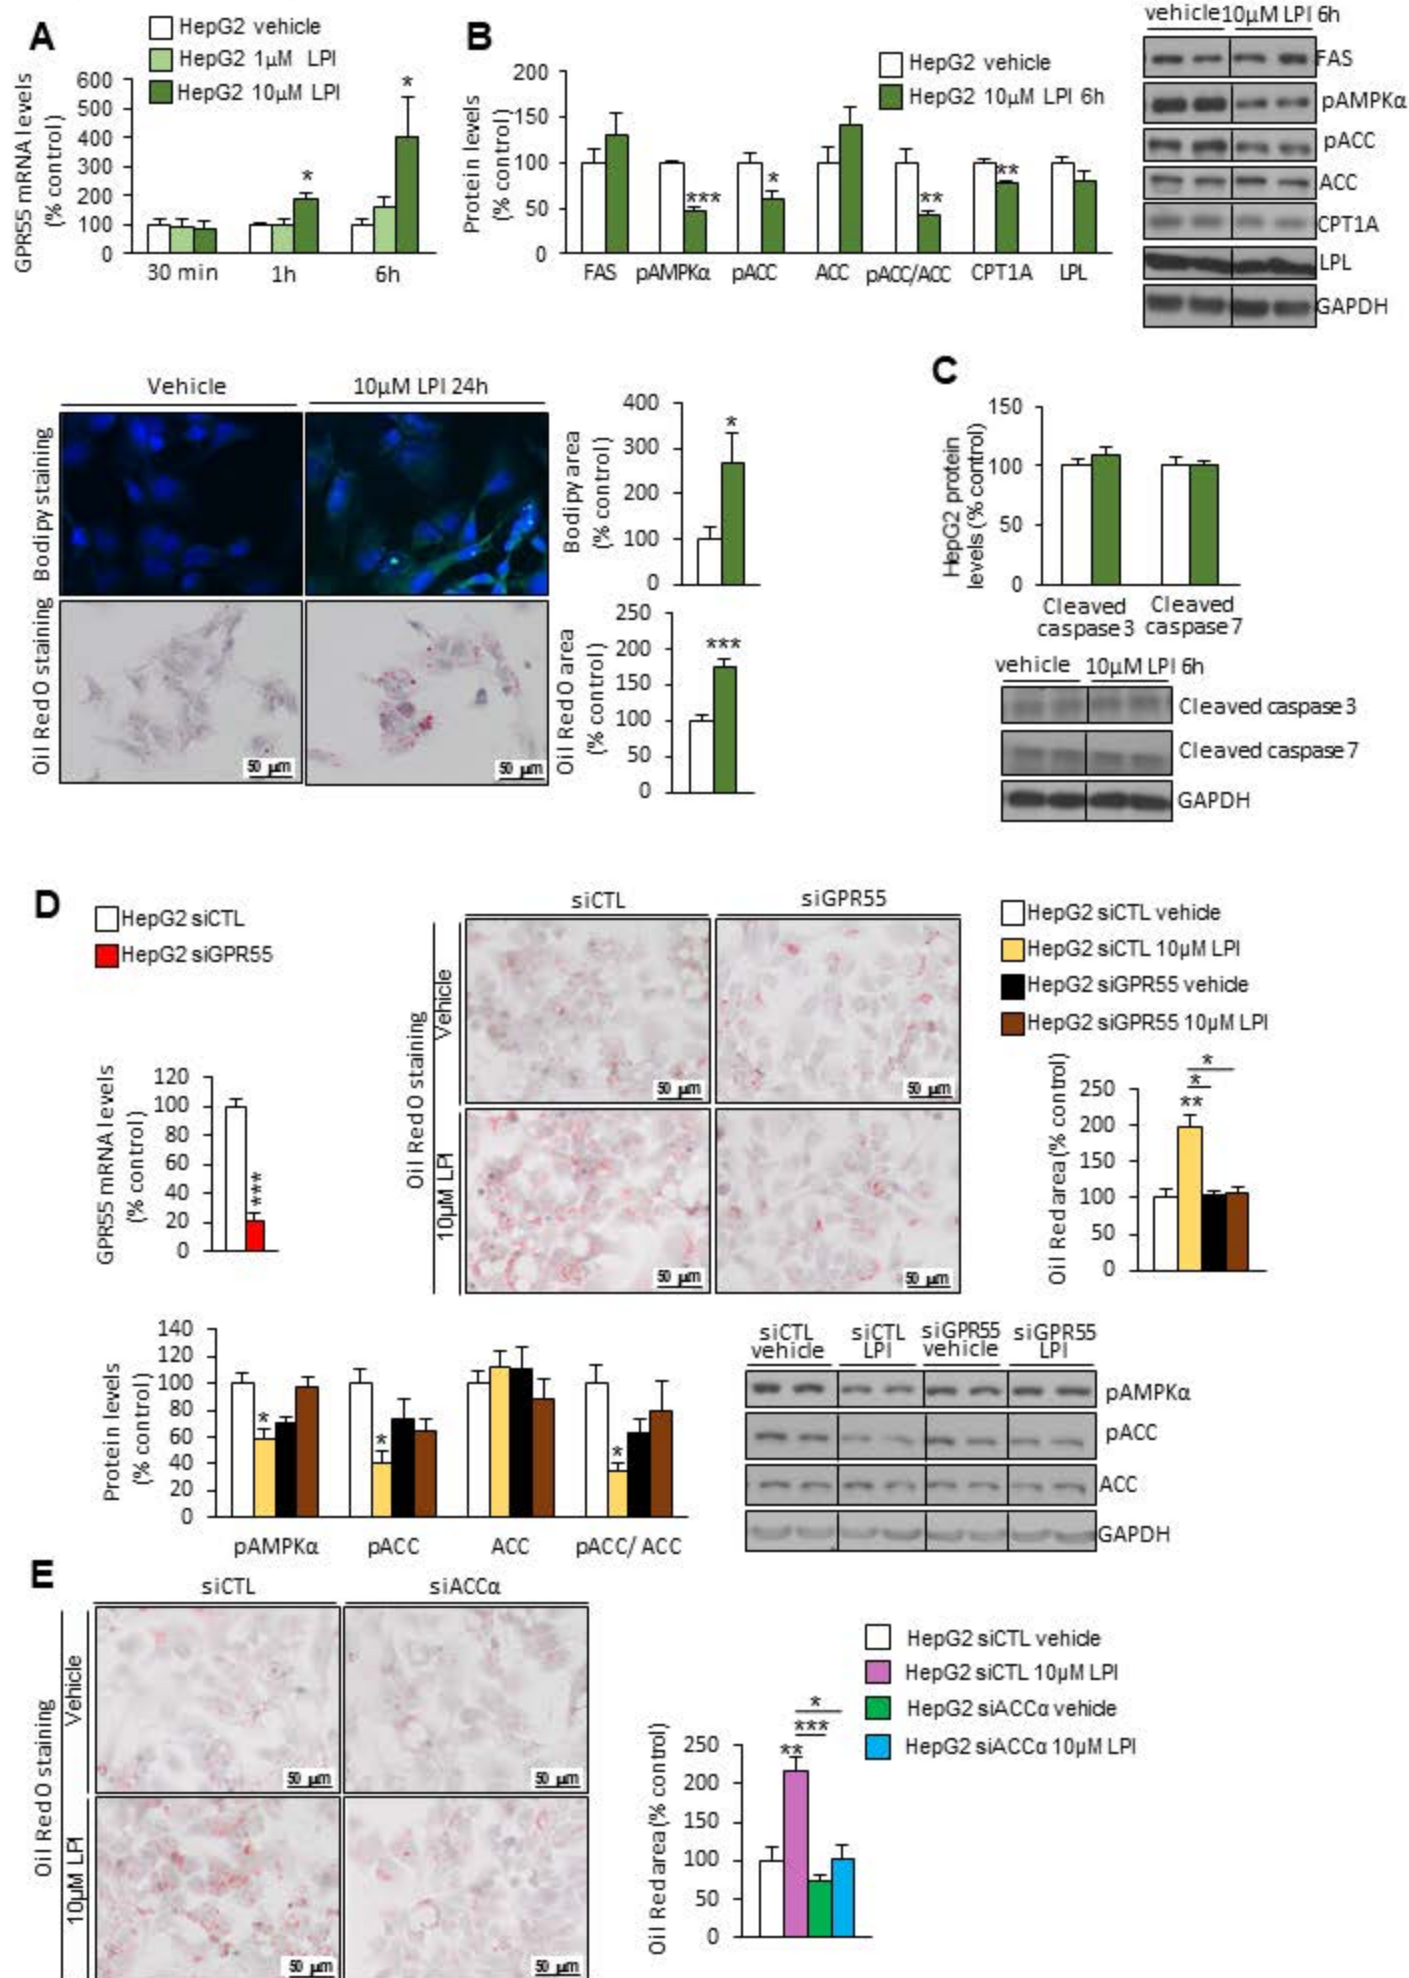 A
HepG2 vehicle
HepG2 1μM LPI
HepG2 10μM LPI
GPR55 mRNA levels
(% control)
600
500
400
300
200
100
0
*
*
30 min
1h
6h
B
HepG2 vehicle
HepG2 10μM LPI 6h
Protein levels
(% control)
200
150
100
50
0
***
*
**
**
FAS
pAMPKα
pACC
ACC
pACC/ACC
CPT1A
LPL
vehicle
10μM LPI 6h
FAS
pAMPKα
pACC
ACC
CPT1A
LPL
GAPDH
Vehicle
10μM LPI 24h
Bodipy staining
Oil Red O staining
50 μm
50 μm
Bodipy area
(% control)
400
300
200
100
0
*
Oil Red O area
(% control)
250
200
150
100
50
0
***
C
HepG2 protein
levels (% control)
150
100
50
0
Cleaved
caspase 3
Cleaved
caspase 7
vehicle
10μM LPI 6h
Cleaved caspase 3
Cleaved caspase 7
GAPDH
D
HepG2 siCTL
HepG2 siGPR55
GPR55 mRNA levels
(% control)
120
100
80
60
40
20
0
***
siCTL
siGPR55
Oil Red O staining
Vehicle
10μM LPI
50 μm
50 μm
50 μm
50 μm
HepG2 siCTL vehicle
HepG2 siCTL 10μM LPI
HepG2 siGPR55 vehicle
HepG2 siGPR55 10μM LPI
Oil Red area (% control)
250
200
150
100
50
0
*
*
**
Protein levels
(% control)
140
120
100
80
60
40
20
0
*
*
*
pAMPKα
pACC
ACC
pACC/ ACC
siCTL
vehicle
siCTL
LPI
siGPR55
vehicle
siGPR55
LPI
pAMPKα
pACC
ACC
GAPDH
E
siCTL
siACCα
Oil Red O staining
Vehicle
10μM LPI
50 μm
50 μm
50 μm
50 μm
HepG2 siCTL vehicle
HepG2 siCTL 10μM LPI
HepG2 siACCα vehicle
HepG2 siACCα 10μM LPI
Oil Red area (% control)
250
200
150
100
50
0
*
***
**